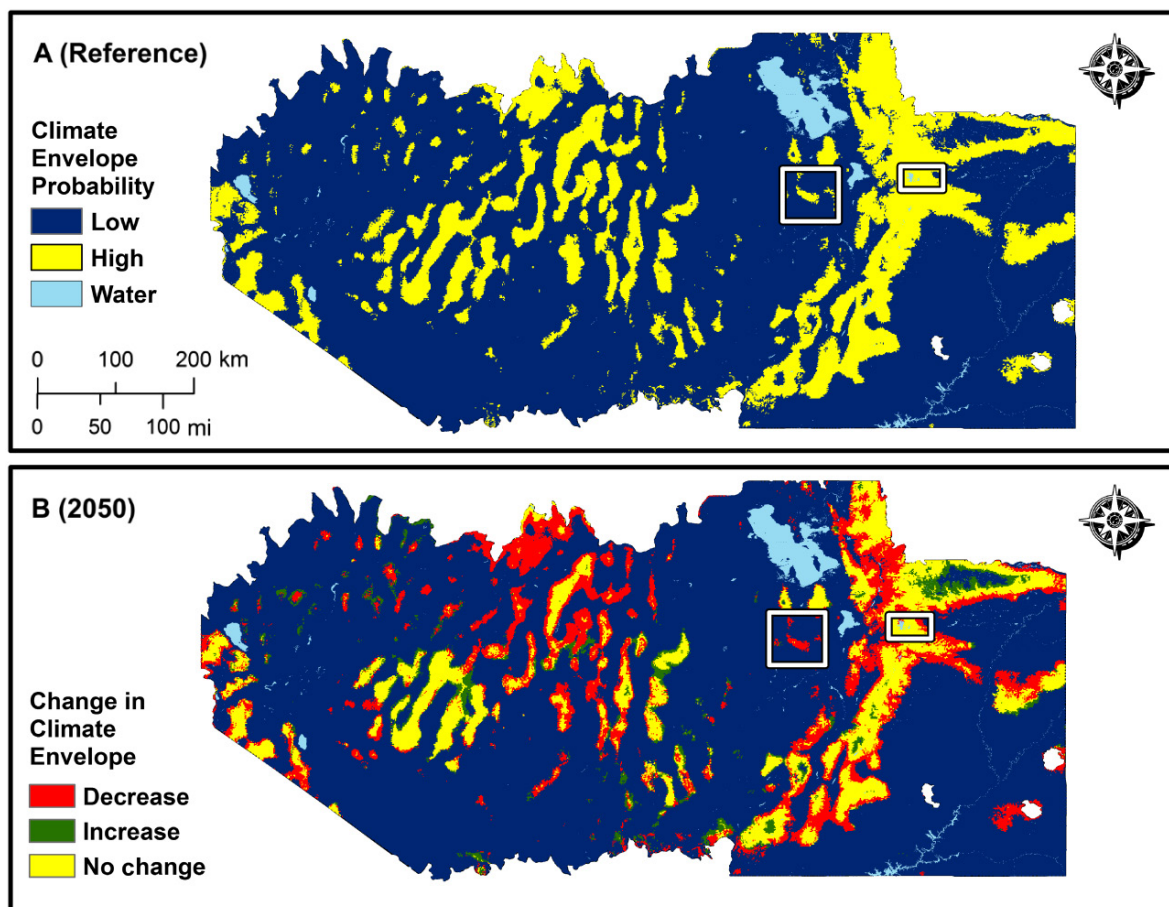 A (Reference)
Climate
Envelope
Probability
Low
High
Water
0 100 200 km
0 50 100 mi
B (2050)
Change in
Climate
Envelope
Decrease
Increase
No change